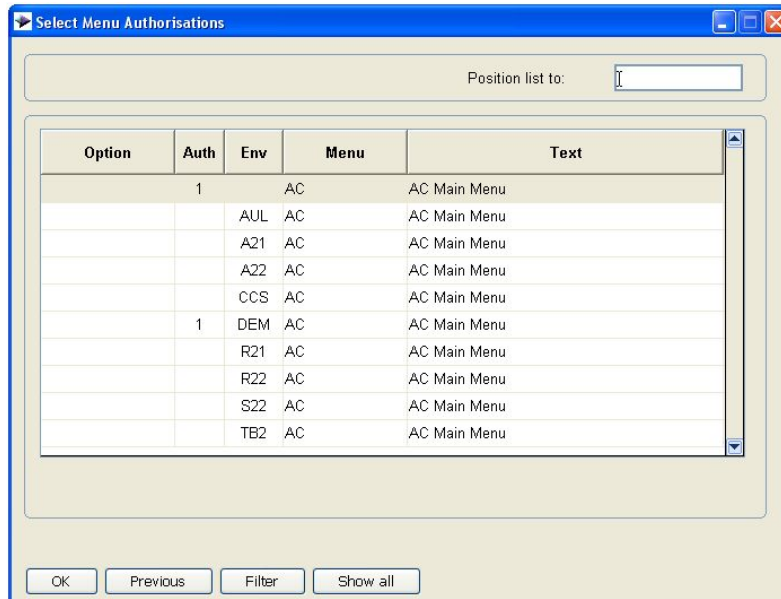 Select Menu Authorisations
Position list to:
Option Auth Env Menu Text
1 AC AC Main Menu
AUL AC AC Main Menu
A21 AC AC Main Menu
A22 AC AC Main Menu
CCS AC AC Main Menu
1 DEM AC AC Main Menu
R21 AC AC Main Menu
R22 AC AC Main Menu
S22 AC AC Main Menu
TB2 AC AC Main Menu
OK Previous Filter Show all